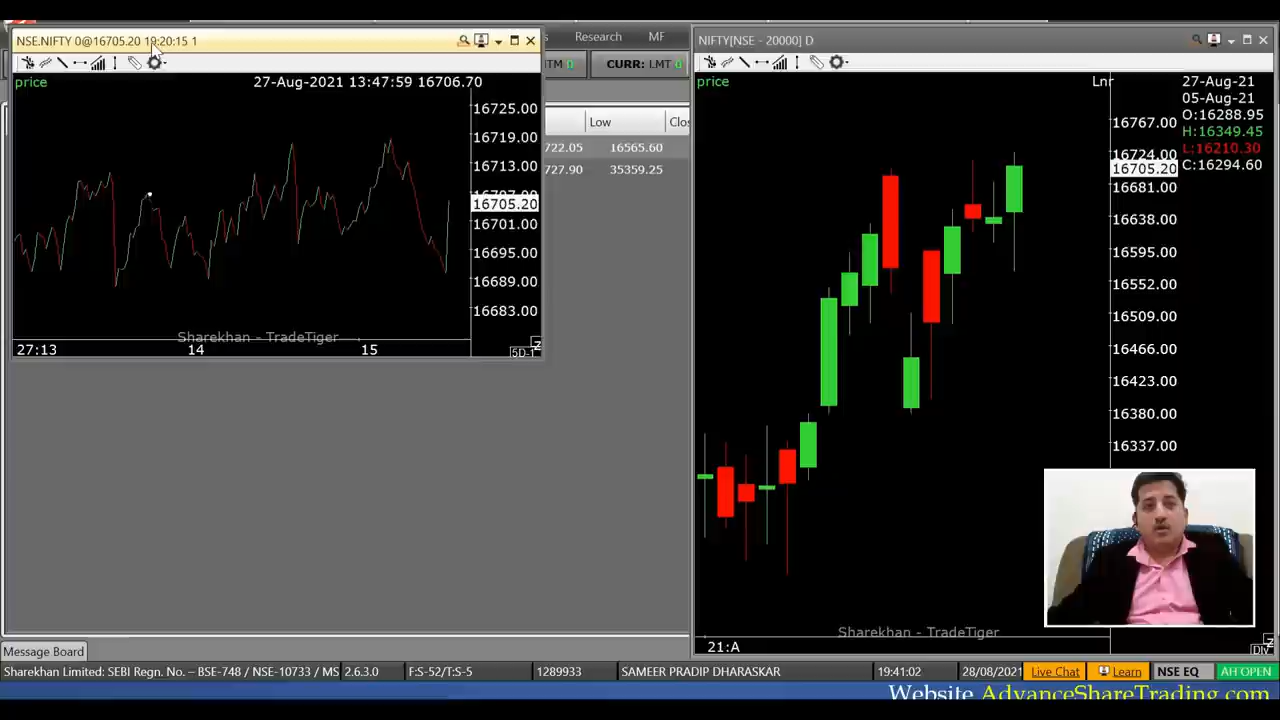 NSE.NIFTY 0@16705.20 19:20:15 1
Research MF
NIFTY[NSE - 20000] D
CURR: LMT
price
27-Aug-2021 13:47:59 16706.70
price
Lnr
27-Aug-21
05-Aug-21
O:16288.95
H:16349.45
L:16210.30
C:16294.60
16725.00
16719.00
16713.00
16705.20
16701.00
16695.00
16689.00
16683.00
Low
722.05 16565.60
727.90 35359.25
16767.00
16724.00
16705.20
16681.00
16638.00
16595.00
16552.00
16509.00
16466.00
16423.00
16380.00
16337.00
Sharekhan - TradeTiger
27:13 14 15
5D-1
Sharekhan - TradeTiger
21:A
Message Board
Sharekhan Limited: SEBI Regn. No. – BSE-748 / NSE-10733 / MS 2.6.3.0 F:S-52/T:S-5 1289933 SAMEER PRADIP DHARASKAR 19:41:02 28/08/2021 Live Chat Learn NSE EQ AH OPEN
Website AdvanceShareTrading.com